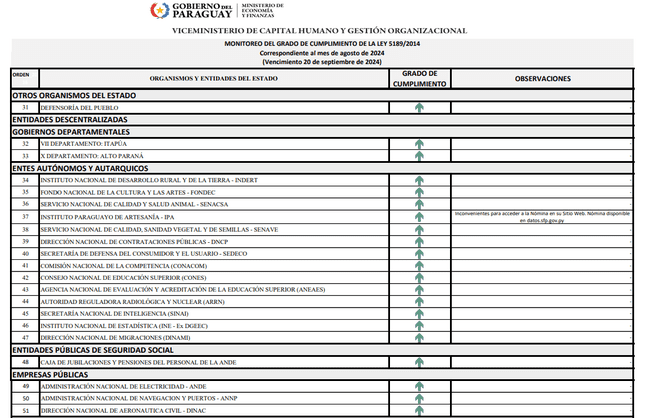 GOBIERNO DEL PARAGUAY
MINISTERIO DE ECONOMÍA Y FINANZAS
VICEMINISTERIO DE CAPITAL HUMANO Y GESTIÓN ORGANIZACIONAL
MONITOREO DEL GRADO DE CUMPLIMIENTO DE LA LEY 5189/2014
Correspondiente al mes de agosto de 2024
(Vencimiento 20 de septiembre de 2024)
ORDEN ORGANISMOS Y ENTIDADES DEL ESTADO GRADO DE CUMPLIMIENTO OBSERVACIONES
OTROS ORGANISMOS DEL ESTADO
31 DEFENSORÍA DEL PUEBLO
ENTIDADES DESCENTRALIZADAS
GOBIERNOS DEPARTAMENTALES
32 VII DEPARTAMENTO: ITAPÚA
33 X DEPARTAMENTO: ALTO PARANÁ
ENTES AUTÓNOMOS Y AUTARQUICOS
34 INSTITUTO NACIONAL DE DESARROLLO RURAL Y DE LA TIERRA - INDERT
35 FONDO NACIONAL DE LA CULTURA Y LAS ARTES - FONDEC
36 SERVICIO NACIONAL DE CALIDAD Y SALUD ANIMAL - SENACSA
37 INSTITUTO PARAGUAYO DE ARTESANÍA - IPA Inconvenientes para acceder a la Nómina en su Sitio Web. Nómina disponible en datos.sfp.gov.py
38 SERVICIO NACIONAL DE CALIDAD, SANIDAD VEGETAL Y DE SEMILLAS - SENAVE
39 DIRECCIÓN NACIONAL DE CONTRATACIONES PÚBLICAS - DNCP
40 SECRETARÍA DE DEFENSA DEL CONSUMIDOR Y EL USUARIO - SEDECO
41 COMISIÓN NACIONAL DE LA COMPETENCIA (CONACOM)
42 CONSEJO NACIONAL DE EDUCACIÓN SUPERIOR (CONES)
43 AGENCIA NACIONAL DE EVALUACIÓN Y ACREDITACIÓN DE LA EDUCACIÓN SUPERIOR (ANEAES)
44 AUTORIDAD REGULADORA RADIOLÓGICA Y NUCLEAR (ARRN)
45 SECRETARÍA NACIONAL DE INTELIGENCIA (SINAI)
46 INSTITUTO NACIONAL DE ESTADÍSTICA (INE - Ex DGEEC)
47 DIRECCIÓN NACIONAL DE MIGRACIONES (DINAMI)
ENTIDADES PÚBLICAS DE SEGURIDAD SOCIAL
48 CAJA DE JUBILACIONES Y PENSIONES DEL PERSONAL DE LA ANDE
EMPRESAS PÚBLICAS
49 ADMINISTRACIÓN NACIONAL DE ELECTRICIDAD - ANDE
50 ADMINISTRACIÓN NACIONAL DE NAVEGACION Y PUERTOS - ANNP
51 DIRECCIÓN NACIONAL DE AERONAUTICA CIVIL - DINAC